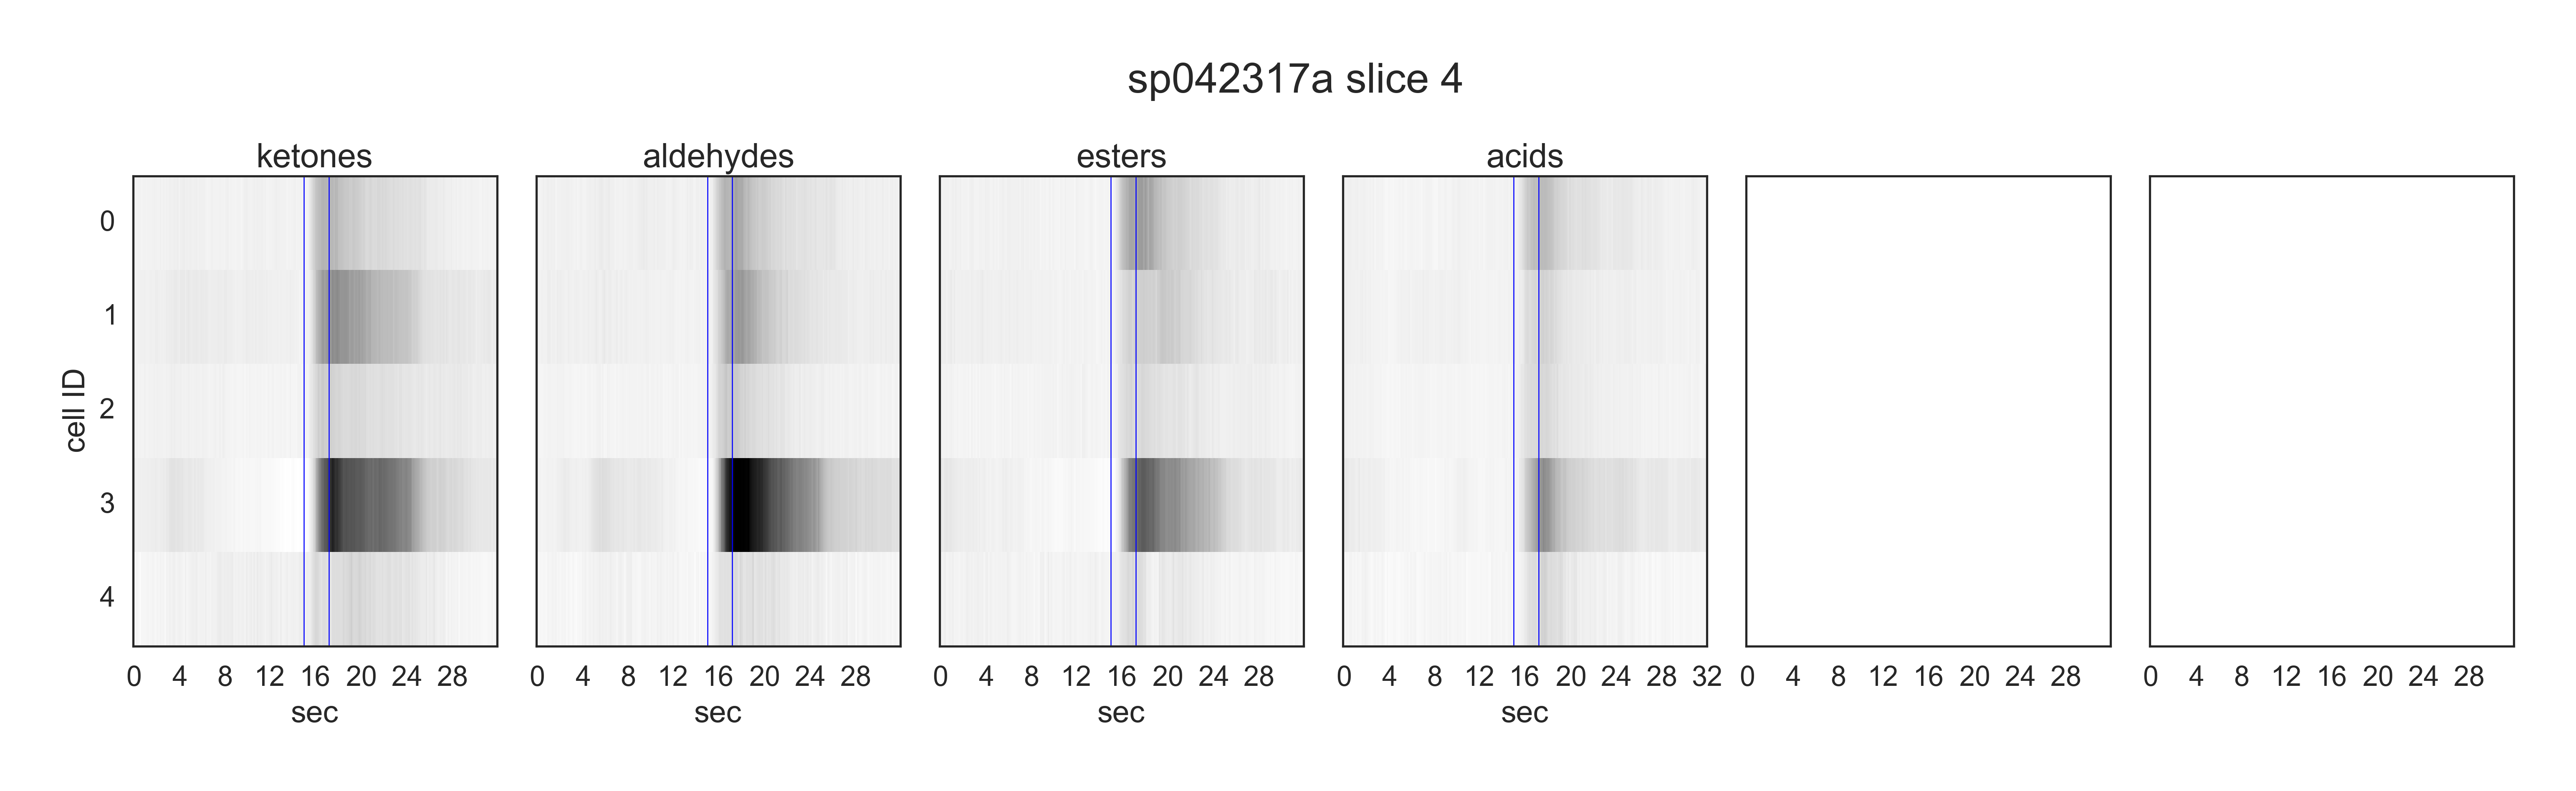 sp042317a slice 4
ketones aldehydes esters acids
0
1
2
3
4
cell ID
0 4 8 12 16 20 24 28 0 4 8 12 16 20 24 28 0 4 8 12 16 20 24 28 0 4 8 12 16 20 24 28 32 0 4 8 12 16 20 24 28 0 4 8 12 16 20 24 28
sec sec sec sec